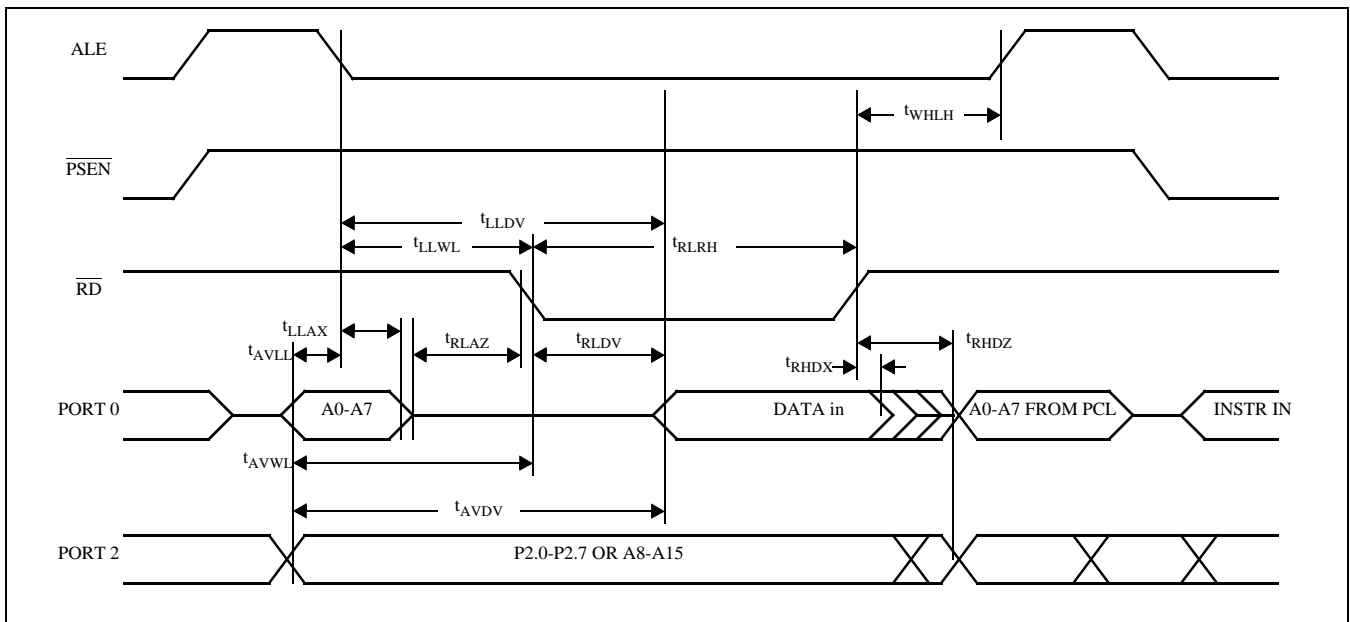 ALE
tWHLH
PSEN
tLLDV
tLLWL
tRLRH
RD
tLLAX
tAVLL
tRLAZ
tRLDV
tRHDZ
tRHDX
PORT 0
A0-A7
DATA in
A0-A7 FROM PCL
INSTR IN
tAVWL
tAVDV
PORT 2
P2.0-P2.7 OR A8-A15